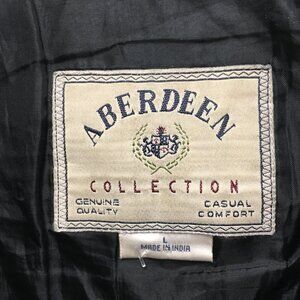 ABERDEEN
COLLECTION
GENUINE QUALITY
CASUAL COMFORT
L
MADE IN INDIA